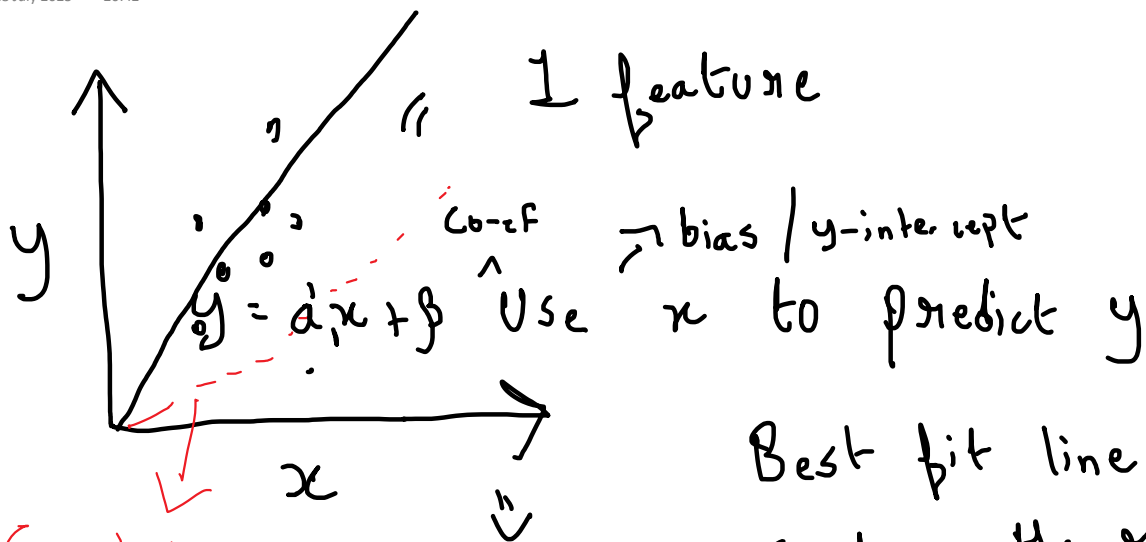 1 feature
y
co-ef
bias / y-intercept
y = α₁x + β
Use x to predict y
x
Best fit line